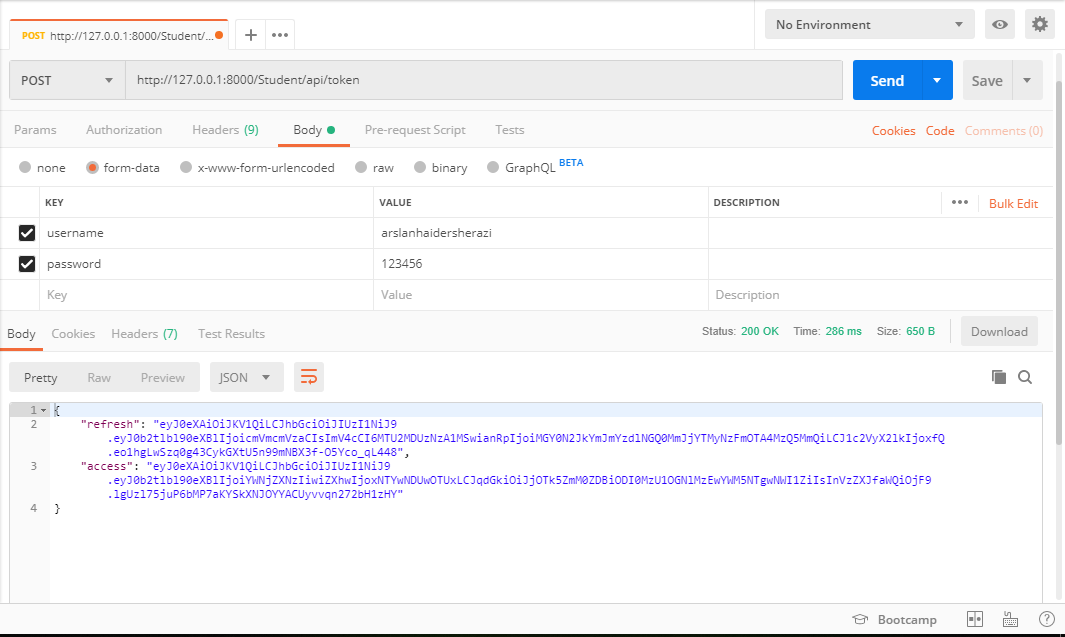 POST http://127.0.0.1:8000/Student/... + ••• No Environment
POST http://127.0.0.1:8000/Student/api/token Send Save
Params Authorization Headers (9) Body Pre-request Script Tests Cookies Code Comments (0)
none form-data x-www-form-urlencoded raw binary GraphQL BETA
KEY VALUE DESCRIPTION ••• Bulk Edit
username arslanhaidersherazi
password 123456
Key Value Description
Body Cookies Headers (7) Test Results Status: 200 OK Time: 286 ms Size: 650 B Download
Pretty Raw Preview JSON
1 {
2 "refresh": "eyJ0eXAiOiJKV1QiLCJhbGciOiJIUzI1NiJ9
.eyJ0b2tlbl90eXBlIjoicmVmcmVzaCIsImV4cCI6MTU2MDUzNzA1MSwianRpIjoiMGY0N2JkYmJmYzdlNGQ0MmJjYTMyNzFmOTA4MzQ5MmQiLCJ1c2VyX2lkIjoxfQ
.eo1hgLwSzq0g43CykGXtU5n99mNBX3f-O5Yco_qL448",
3 "access": "eyJ0eXAiOiJKV1QiLCJhbGciOiJIUzI1NiJ9
.eyJ0b2tlbl90eXBlIjoiYWNjZXNzIiwiZXhwIjoxNTYwNDUwOTUxLCJqdGkiOiJjOTk5ZmM0ZDBiODI0MzU1OGNlMzEwYWM5NTgwNWI1ZiIsInVzZXJfaWQiOjF9
.lgUzl75juP6bMP7aKYSkXNJOYYACUyvvqn272bH1zHY"
4 }
Bootcamp